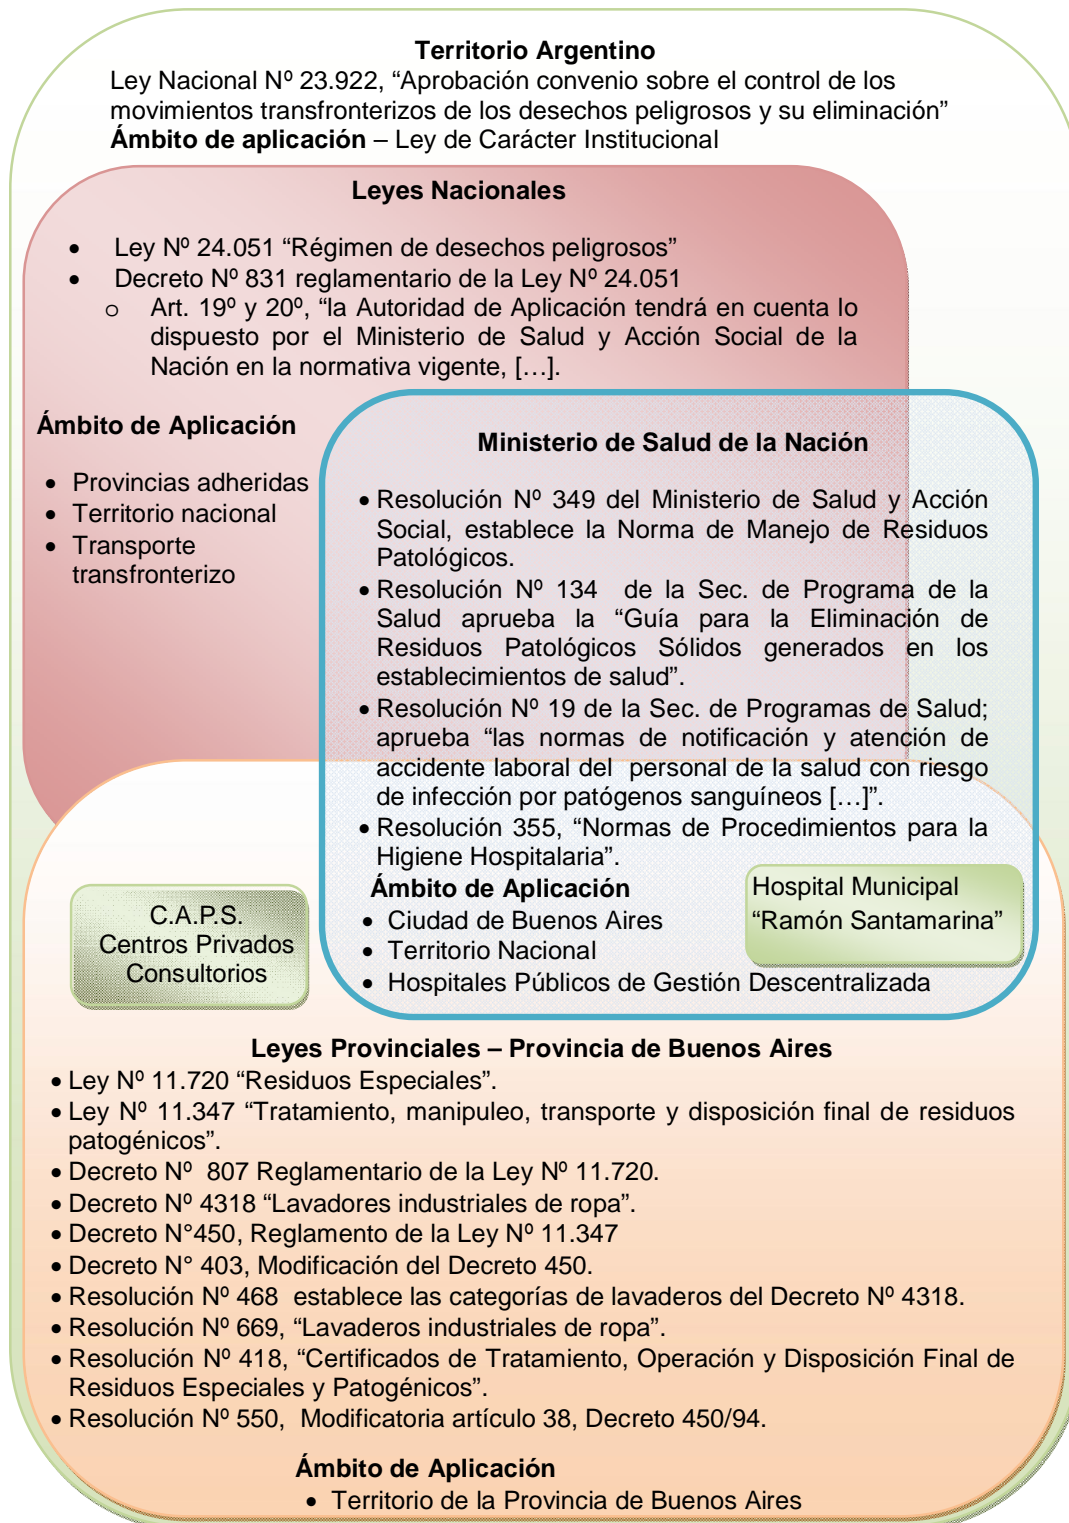 Territorio Argentino
Ley Nacional Nº 23.922, “Aprobación convenio sobre el control de los
movimientos transfronterizos de los desechos peligrosos y su eliminación”
Ámbito de aplicación – Ley de Carácter Institucional
Leyes Nacionales
• Ley Nº 24.051 “Régimen de desechos peligrosos”
• Decreto Nº 831 reglamentario de la Ley Nº 24.051
o Art. 19º y 20º, “la Autoridad de Aplicación tendrá en cuenta lo
dispuesto por el Ministerio de Salud y Acción Social de la
Nación en la normativa vigente, […].
Ámbito de Aplicación
• Provincias adheridas
• Territorio nacional
• Transporte
transfronterizo
Ministerio de Salud de la Nación
• Resolución Nº 349 del Ministerio de Salud y Acción
Social, establece la Norma de Manejo de Residuos
Patológicos.
• Resolución Nº 134 de la Sec. de Programa de la
Salud aprueba la “Guía para la Eliminación de
Residuos Patológicos Sólidos generados en los
establecimientos de salud”.
• Resolución Nº 19 de la Sec. de Programas de Salud;
aprueba “las normas de notificación y atención de
accidente laboral del personal de la salud con riesgo
de infección por patógenos sanguíneos […]”.
• Resolución 355, “Normas de Procedimientos para la
Higiene Hospitalaria”.
Ámbito de Aplicación
• Ciudad de Buenos Aires
• Territorio Nacional
• Hospitales Públicos de Gestión Descentralizada
Hospital Municipal
“Ramón Santamarina”
C.A.P.S.
Centros Privados
Consultorios
Leyes Provinciales – Provincia de Buenos Aires
• Ley Nº 11.720 “Residuos Especiales”.
• Ley Nº 11.347 “Tratamiento, manipuleo, transporte y disposición final de residuos
patogénicos”.
• Decreto Nº 807 Reglamentario de la Ley Nº 11.720.
• Decreto Nº 4318 “Lavadores industriales de ropa”.
• Decreto N°450, Reglamento de la Ley Nº 11.347
• Decreto N° 403, Modificación del Decreto 450.
• Resolución Nº 468 establece las categorías de lavaderos del Decreto Nº 4318.
• Resolución Nº 669, “Lavaderos industriales de ropa”.
• Resolución Nº 418, “Certificados de Tratamiento, Operación y Disposición Final de
Residuos Especiales y Patogénicos”.
• Resolución Nº 550, Modificatoria artículo 38, Decreto 450/94.
Ámbito de Aplicación
• Territorio de la Provincia de Buenos Aires